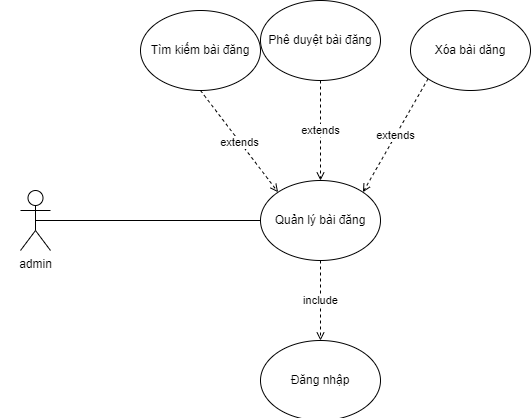 Tìm kiếm bài đăng
Phê duyệt bài đăng
Xóa bài dăng
extends
extends
extends
Quản lý bài đăng
admin
include
Đăng nhập